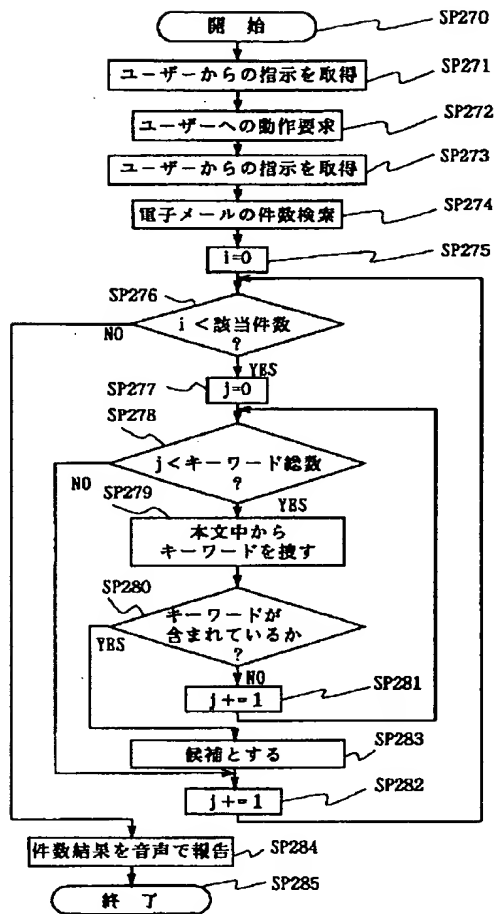 開始
SP270
ユーザーからの指示を取得
SP271
ユーザーへの動作要求
SP272
ユーザーからの指示を取得
SP273
電子メールの件数検索
SP274
i=0
SP275
SP276
i<該当件数
?
NO
YES
SP277
j=0
SP278
j<キーワード総数
?
NO
YES
SP279
本文中から
キーワードを捜す
SP280
キーワードが
含まれているか
?
YES
NO
j+=1
SP281
候補とする
SP283
j+=1
SP282
件数結果を音声で報告
SP284
終了
SP285